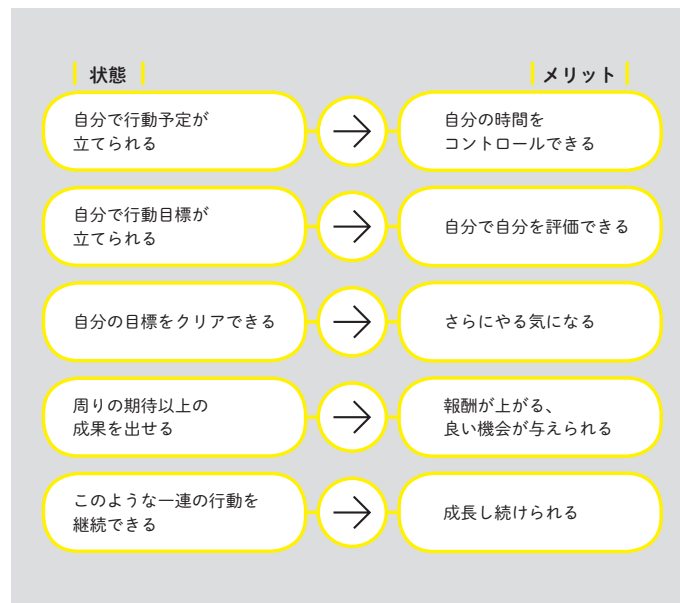 状態
メリット
自分で行動予定が
立てられる
自分の時間を
コントロールできる
自分で行動目標が
立てられる
自分で自分を評価できる
自分の目標をクリアできる
さらにやる気になる
周りの期待以上の
成果を出せる
報酬が上がる、
良い機会が与えられる
このような一連の行動を
継続できる
成長し続けられる